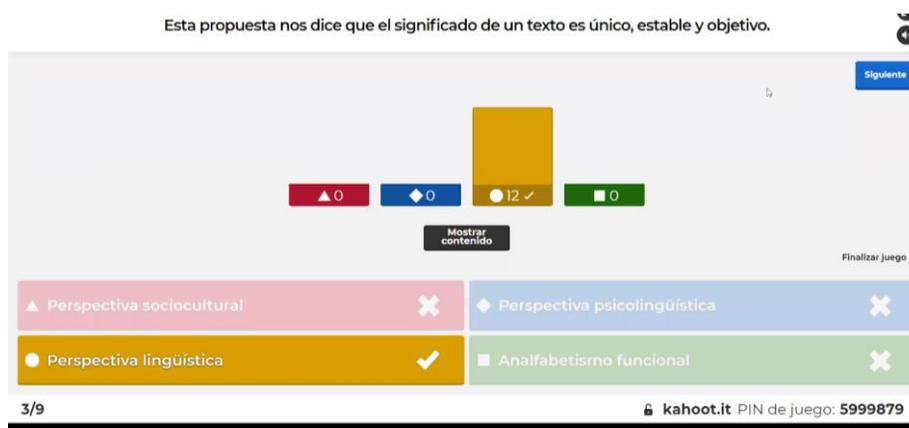 Esta propuesta nos dice que el significado de un texto es único, estable y objetivo.
Siguiente
0
0
12
0
Mostrar
contenido
Finalizar juego
Perspectiva sociocultural
Perspectiva psicolingüística
Perspectiva lingüística
Analfabetismo funcional
3/9
kahoot.it PIN de juego: 5999879